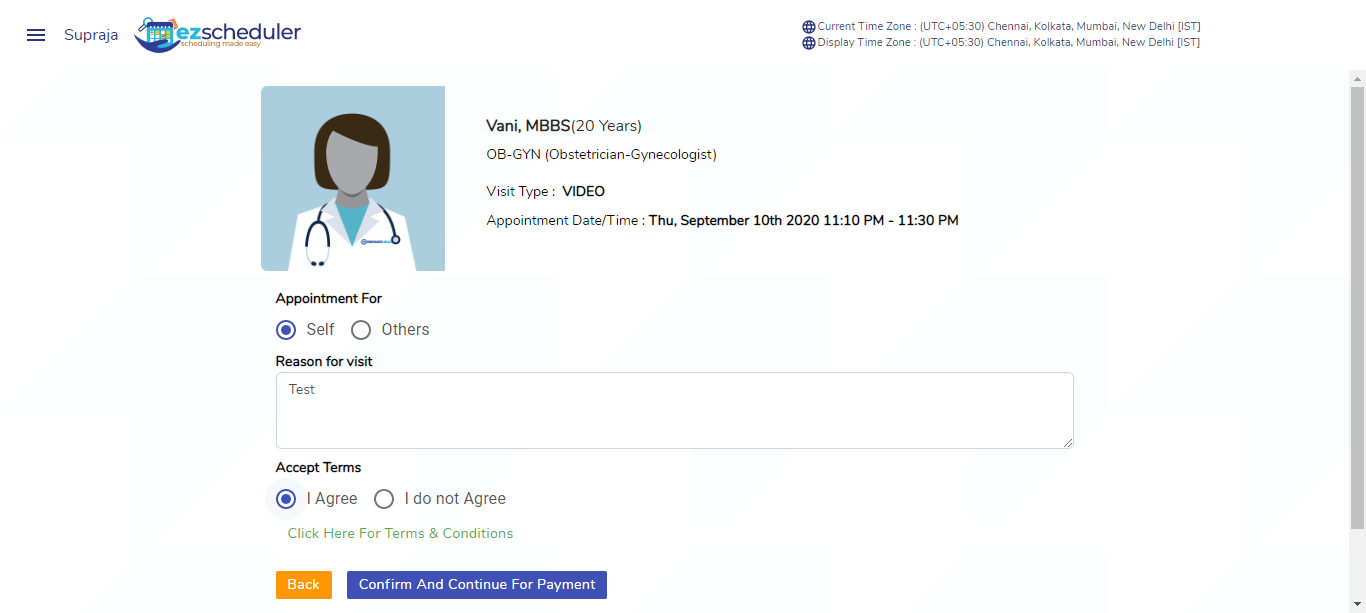 Supraja
ezscheduler
scheduling made easy
Current Time Zone : (UTC+05:30) Chennai, Kolkata, Mumbai, New Delhi [IST]
Display Time Zone : (UTC+05:30) Chennai, Kolkata, Mumbai, New Delhi [IST]
Vani, MBBS(20 Years)
OB-GYN (Obstetrician-Gynecologist)
Visit Type : VIDEO
Appointment Date/Time : Thu, September 10th 2020 11:10 PM - 11:30 PM
Appointment For
Self Others
Reason for visit
Test
Accept Terms
I Agree I do not Agree
Click Here For Terms & Conditions
Back Confirm And Continue For Payment